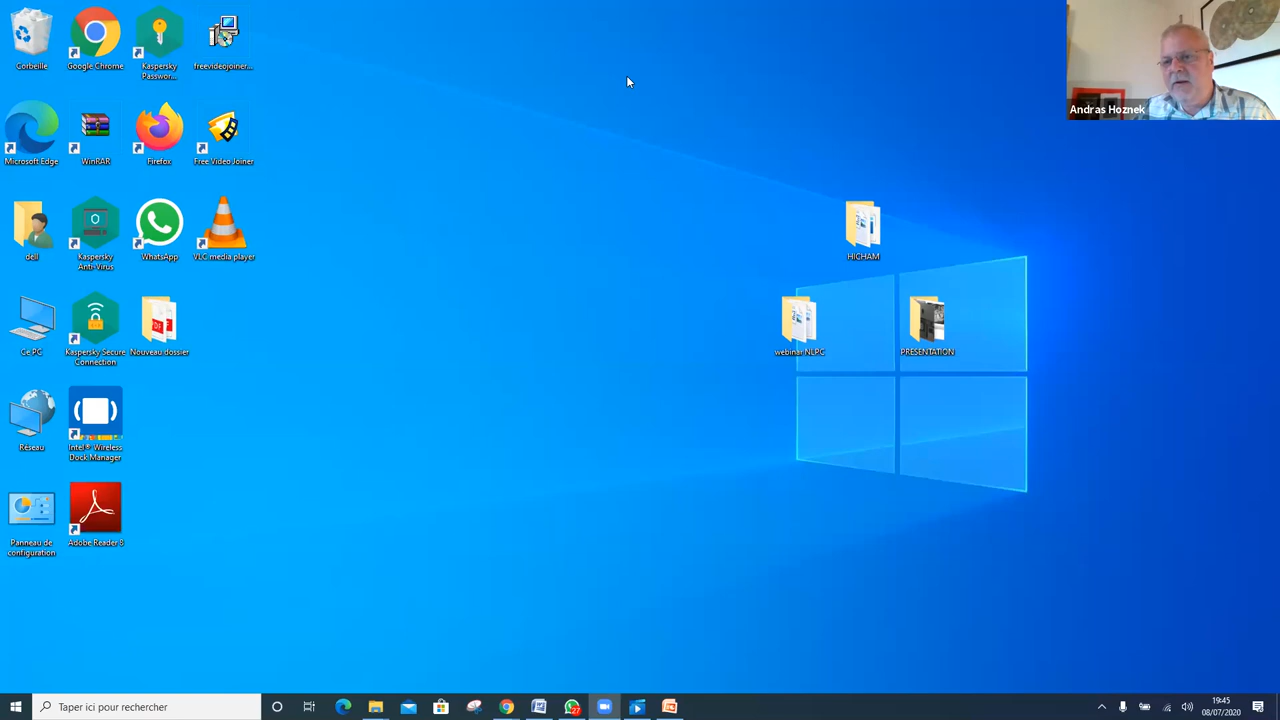 Corbeille
Google Chrome
Kaspersky
Passwor...
freevideojoiner...
Andras Hoznek
Microsoft Edge
WinRAR
Firefox
Free Video Joiner
dell
Kaspersky
Anti-Virus
WhatsApp
VLC media player
HICHAM
Ce PC
Kaspersky Secure
Connection
Nouveau dossier
webinar NLPC
PRESENTATION
Réseau
Intel® Wireless
Dock Manager
Panneau de
configuration
Adobe Reader 8
Taper ici pour rechercher
27
19:45
08/07/2020